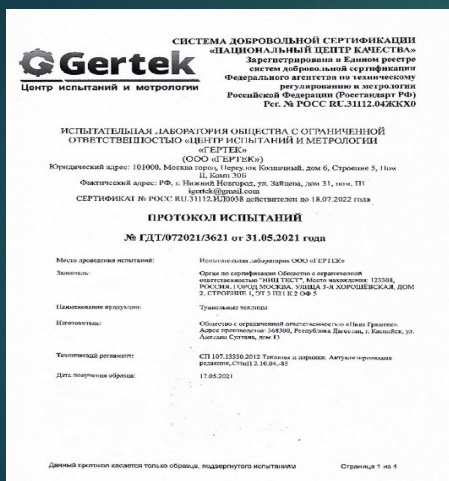 СИСТЕМА ДОБРОВОЛЬНОЙ СЕРТИФИКАЦИИ
«НАЦИОНАЛЬНЫЙ ЦЕНТР КАЧЕСТВА»
Зарегистрирована в Едином реестре
систем добровольной сертификации
Федерального агентства по техническому
регулированию и метрологии
Российской Федерации (Росстандарт РФ)
Рег. № РОСС RU.31112.04ЖКХ0
Gertek
Центр испытаний и метрологии
ИСПЫТАТЕЛЬНАЯ ЛАБОРАТОРИЯ ОБЩЕСТВА С ОГРАНИЧЕННОЙ
ОТВЕТСТВЕННОСТЬЮ «ЦЕНТР ИСПЫТАНИЙ И МЕТРОЛОГИИ
«ГЕРТЕК»
(ООО «ГЕРТЕК»)
Юридический адрес: 101000, Москва город, Переулок Колпачный, дом 6, Строение 5, Пом
II, Комн 30Б
Фактический адрес: РФ, г. Нижний Новгород, ул. Зайцева, дом 31, пом. П1
igertek@gmail.com
СЕРТИФИКАТ № РОСС RU.31112.ИЛ0038 действителен до 18.07.2022 года
ПРОТОКОЛ ИСПЫТАНИЙ
№ ГДТ/072021/3621 от 31.05.2021 года
Место проведения испытаний: Испытательная лаборатория ООО «ГЕРТЕК»
Заявитель: Орган по сертификации Общество с ограниченной
ответственностью "НИЦ ТЕСТ", Место нахождения: 123308,
РОССИЯ, ГОРОД МОСКВА, УЛИЦА 3-Я ХОРОШЁВСКАЯ, ДОМ
2, СТРОЕНИЕ 1, ЭТ 3 П21 К 2 ОФ 5
Наименование продукции: Туннельные теплицы
Изготовитель: Общество с ограниченной ответственностью
Адрес производства: 368300, Республика Дагестан, г. Каспийск, ул.
Султана, дом 13
Технический регламент: СП 107.13330.2012 Теплицы и парники. Актуализированная
редакция СНиП 2.10.04.-85
Дата получения образца: 17.05.2021
Данный протокол касается только образца, подвергнутого испытаниям
Страница 1 из 4